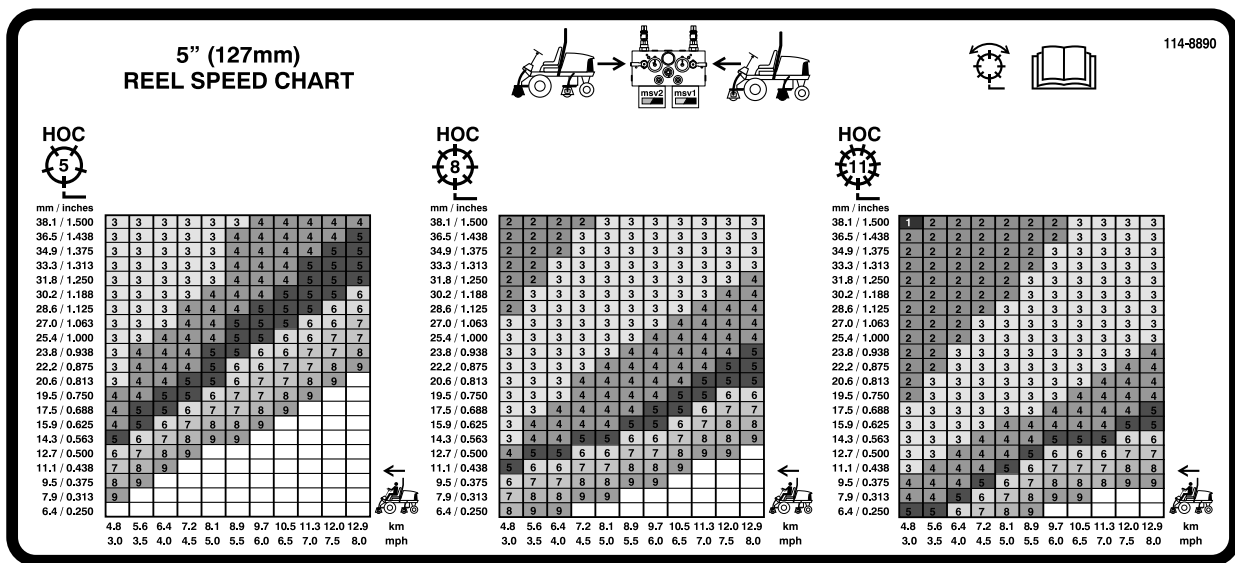 114-8890
5” (127mm)
REEL SPEED CHART
msv2 msv1
HOC
5
mm / inches
38.1 / 1.500 3 3 3 3 3 3 4 4 4 4 4
36.5 / 1.438 3 3 3 3 3 4 4 4 4 4 5
34.9 / 1.375 3 3 3 3 3 4 4 4 4 5 5
33.3 / 1.313 3 3 3 3 3 4 4 4 5 5 5
31.8 / 1.250 3 3 3 3 3 4 4 4 5 5 5
30.2 / 1.188 3 3 3 3 4 4 4 5 5 5 6
28.6 / 1.125 3 3 3 4 4 4 5 5 5 6 6
27.0 / 1.063 3 3 3 4 4 5 5 5 6 6 7
25.4 / 1.000 3 3 4 4 4 5 5 6 6 7 7
23.8 / 0.938 3 4 4 4 5 5 6 6 7 7 8
22.2 / 0.875 3 4 4 4 5 6 6 7 7 8 9
20.6 / 0.813 3 4 4 5 5 6 7 7 8 9
19.5 / 0.750 4 4 5 5 6 7 7 8 9
17.5 / 0.688 4 5 5 6 7 7 8 9
15.9 / 0.625 4 5 6 7 7 8 9
14.3 / 0.563 5 6 7 8 9 9
12.7 / 0.500 6 7 8 9
11.1 / 0.438 7 8 9
9.5 / 0.375 8 9
7.9 / 0.313 9
6.4 / 0.250
4.8 5.6 6.4 7.2 8.1 8.9 9.7 10.5 11.3 12.0 12.9 km
3.0 3.5 4.0 4.5 5.0 5.5 6.0 6.5 7.0 7.5 8.0 mph
HOC
8
mm / inches
38.1 / 1.500 2 2 2 2 3 3 3 3 3 3 3
36.5 / 1.438 2 2 2 3 3 3 3 3 3 3 3
34.9 / 1.375 2 2 2 3 3 3 3 3 3 3 3
33.3 / 1.313 2 2 3 3 3 3 3 3 3 3 3
31.8 / 1.250 2 2 3 3 3 3 3 3 3 3 4
30.2 / 1.188 2 3 3 3 3 3 3 3 3 4 4
28.6 / 1.125 2 3 3 3 3 3 3 3 3 4 4
27.0 / 1.063 3 3 3 3 3 3 3 4 4 4 4
25.4 / 1.000 3 3 3 3 3 3 4 4 4 4 4
23.8 / 0.938 3 3 3 3 3 4 4 4 4 4 5
22.2 / 0.875 3 3 3 3 4 4 4 4 4 5 5
20.6 / 0.813 3 3 3 4 4 4 4 4 5 5 5
19.5 / 0.750 3 3 3 4 4 4 4 5 5 6 6
17.5 / 0.688 3 3 4 4 4 4 5 5 6 6 7
15.9 / 0.625 3 4 4 4 4 5 5 6 7 7 8
14.3 / 0.563 3 4 4 5 5 6 6 7 8 8 9
12.7 / 0.500 4 5 5 6 6 7 7 8 9 9
11.1 / 0.438 5 6 6 7 7 8 8 9
9.5 / 0.375 6 7 7 8 8 9 9
7.9 / 0.313 7 8 8 9 9
6.4 / 0.250 8 9 9
4.8 5.6 6.4 7.2 8.1 8.9 9.7 10.5 11.3 12.0 12.9 km
3.0 3.5 4.0 4.5 5.0 5.5 6.0 6.5 7.0 7.5 8.0 mph
HOC
11
mm / inches
38.1 / 1.500 1 2 2 2 2 2 2 3 3 3 3
36.5 / 1.438 2 2 2 2 2 2 2 3 3 3 3
34.9 / 1.375 2 2 2 2 2 2 3 3 3 3 3
33.3 / 1.313 2 2 2 2 2 2 3 3 3 3 3
31.8 / 1.250 2 2 2 2 2 3 3 3 3 3 3
30.2 / 1.188 2 2 2 2 2 3 3 3 3 3 3
28.6 / 1.125 2 2 2 2 3 3 3 3 3 3 3
27.0 / 1.063 2 2 2 3 3 3 3 3 3 3 3
25.4 / 1.000 2 2 2 3 3 3 3 3 3 3 3
23.8 / 0.938 2 2 3 3 3 3 3 3 3 3 4
22.2 / 0.875 2 2 3 3 3 3 3 3 3 4 4
20.6 / 0.813 2 3 3 3 3 3 3 3 4 4 4
19.5 / 0.750 2 3 3 3 3 3 3 4 4 4 4
17.5 / 0.688 3 3 3 3 3 3 4 4 4 4 5
15.9 / 0.625 3 3 3 3 3 4 4 4 4 5 5
14.3 / 0.563 3 3 3 4 4 4 5 5 5 6 6
12.7 / 0.500 3 3 4 4 4 5 6 6 6 7 7
11.1 / 0.438 3 4 4 4 5 6 6 7 7 8 8
9.5 / 0.375 4 4 4 5 6 7 8 8 9 9 9
7.9 / 0.313 4 4 5 6 7 8 9 9
6.4 / 0.250 5 5 6 7 8 9
4.8 5.6 6.4 7.2 8.1 8.9 9.7 10.5 11.3 12.0 12.9 km
3.0 3.5 4.0 4.5 5.0 5.5 6.0 6.5 7.0 7.5 8.0 mph